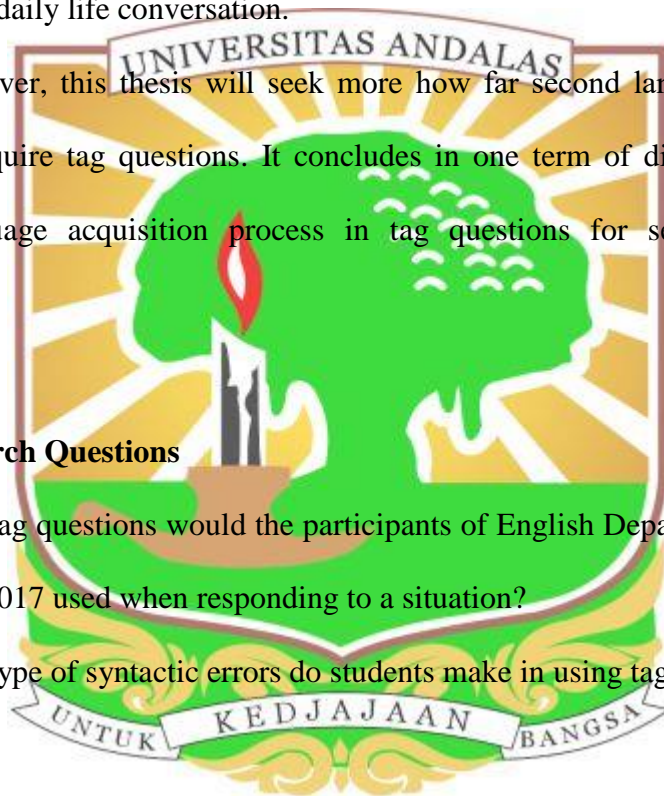 daily life conversation.
UNIVERSITAS ANDALAS
ver, this thesis will seek more how far second lar
quire tag questions. It concludes in one term of di
uage acquisition process in tag questions for se
rch Questions
ag questions would the participants of English Depa
017 used when responding to a situation?
ype of syntactic errors do students make in using tag
UNTUK KEDJAJAAN BANGSA